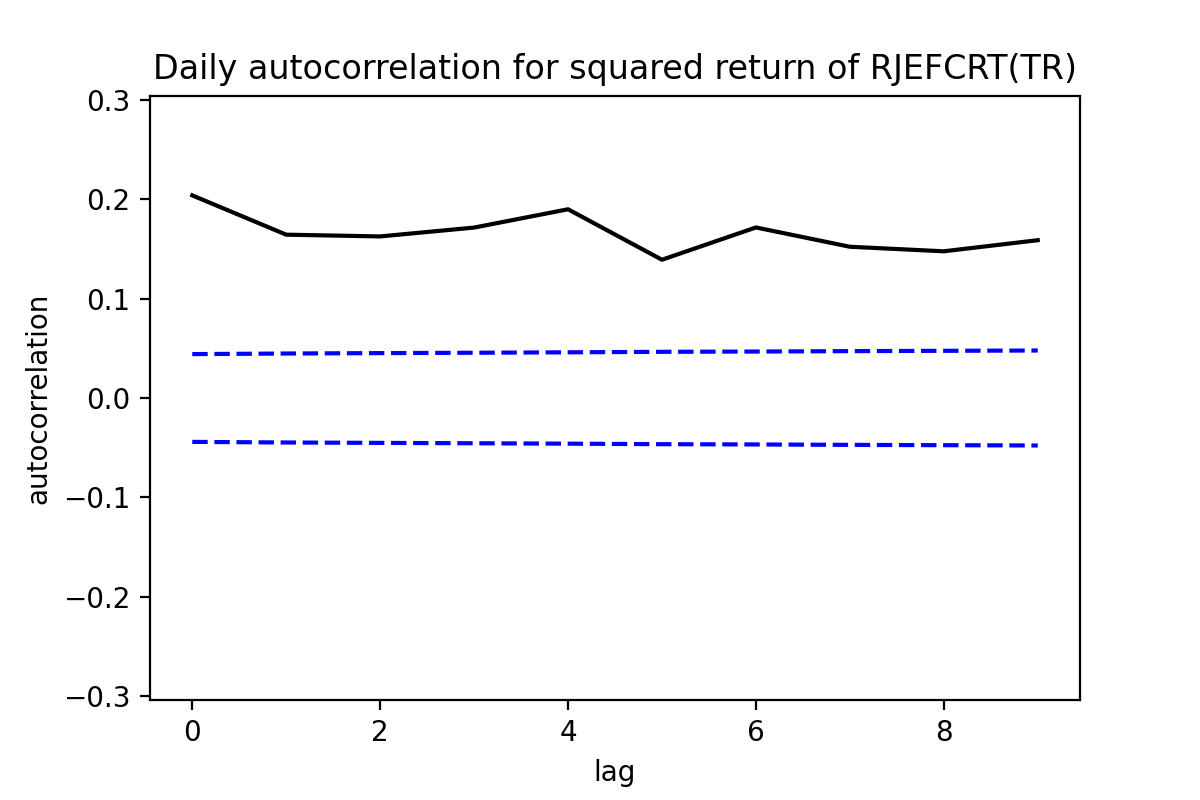 Daily autocorrelation for squared return of RJEFCRT(TR)
0.3
0.2
0.1
0.0
−0.1
−0.2
−0.3
autocorrelation
0 2 4 6 8
lag